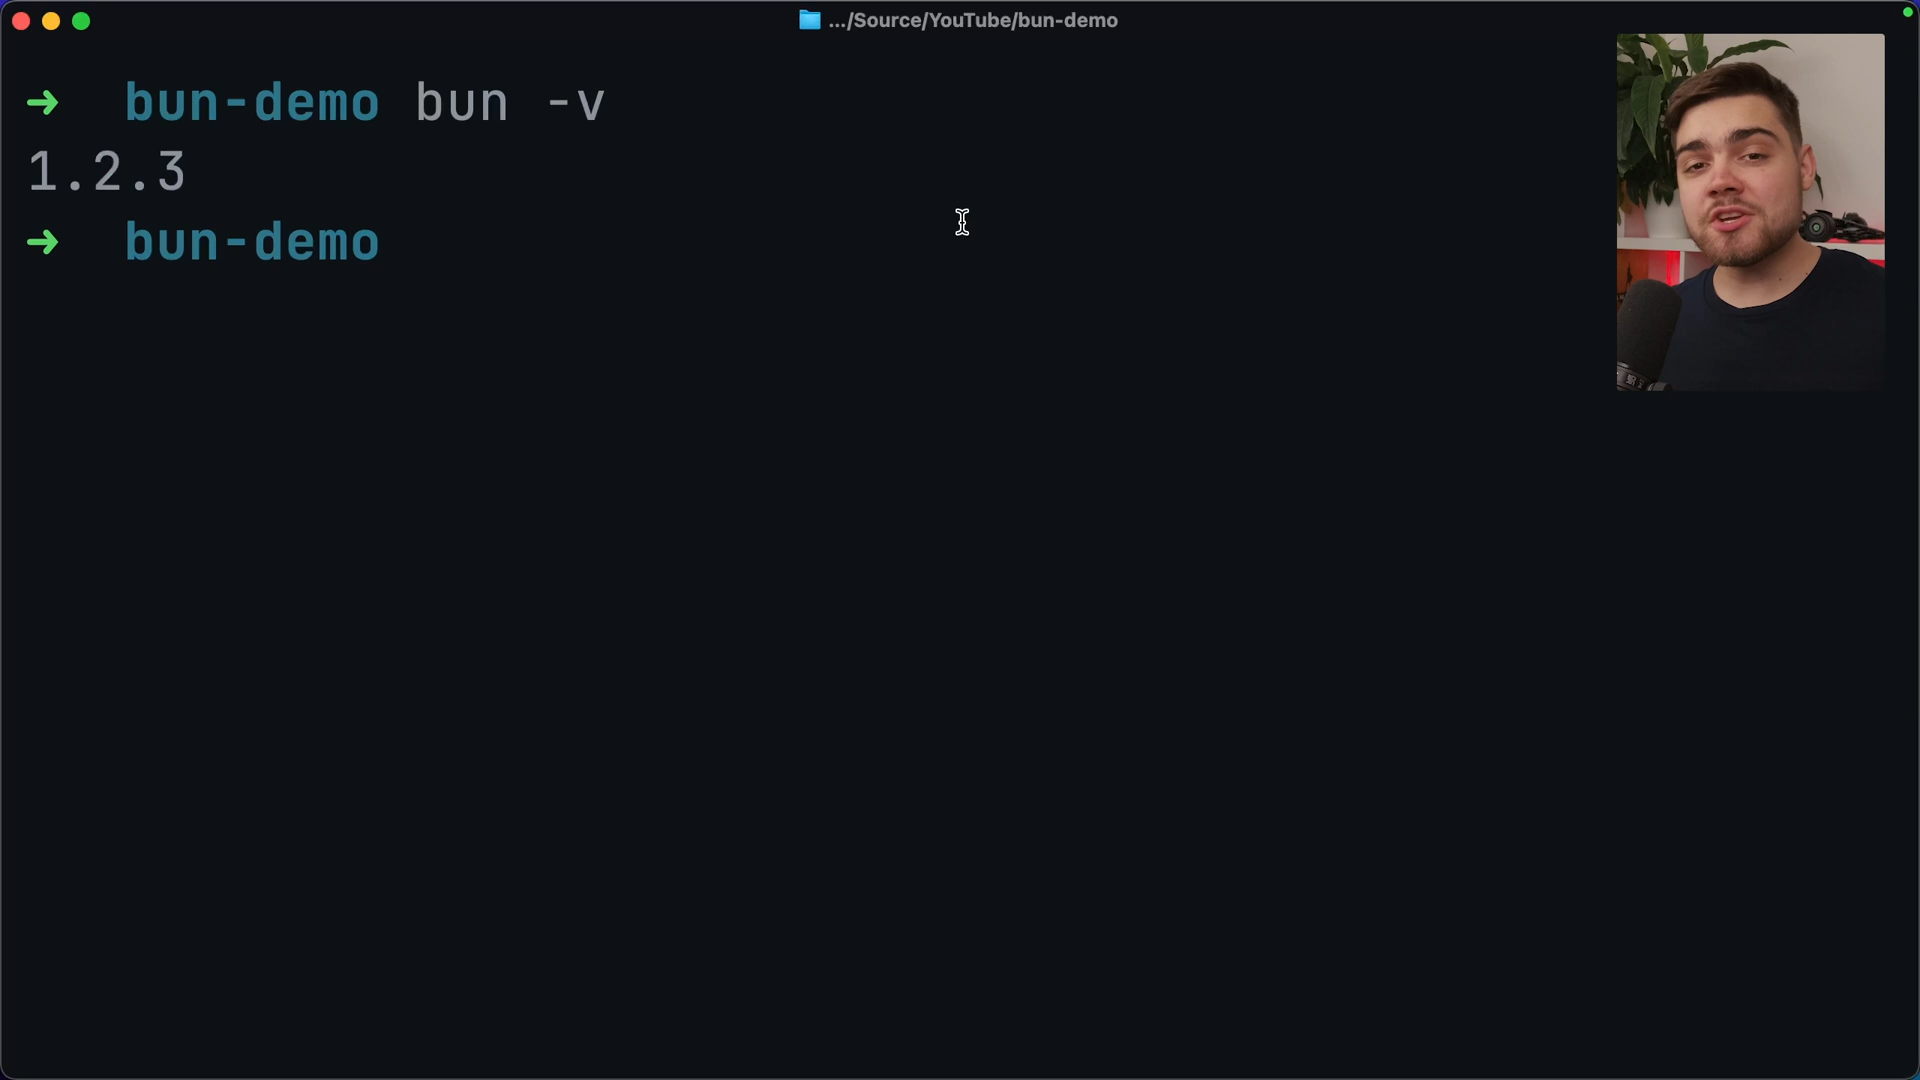 .../Source/YouTube/bun-demo
➜ bun-demo bun -v
1.2.3
➜ bun-demo